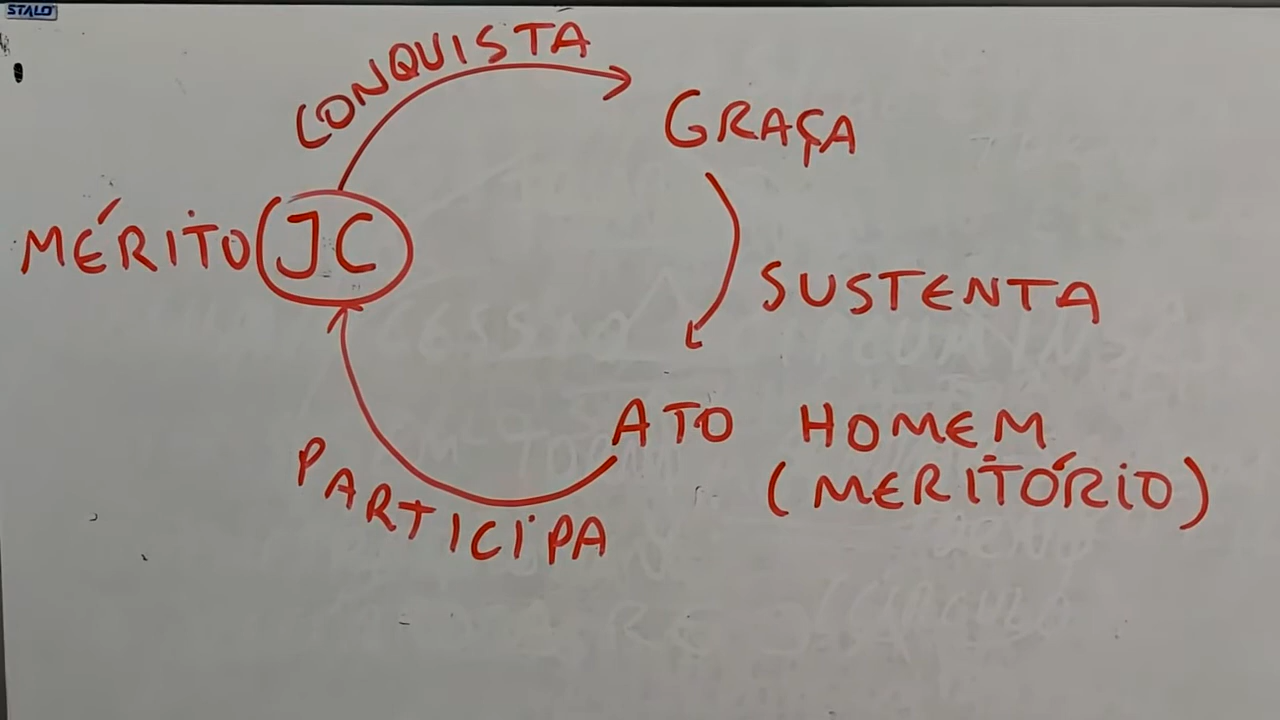 STALO
CONQUISTA
GRAÇA
MÉRITO JC
SUSTENTA
ATO HOMEM
(MERITÓRIO)
PARTICIPA